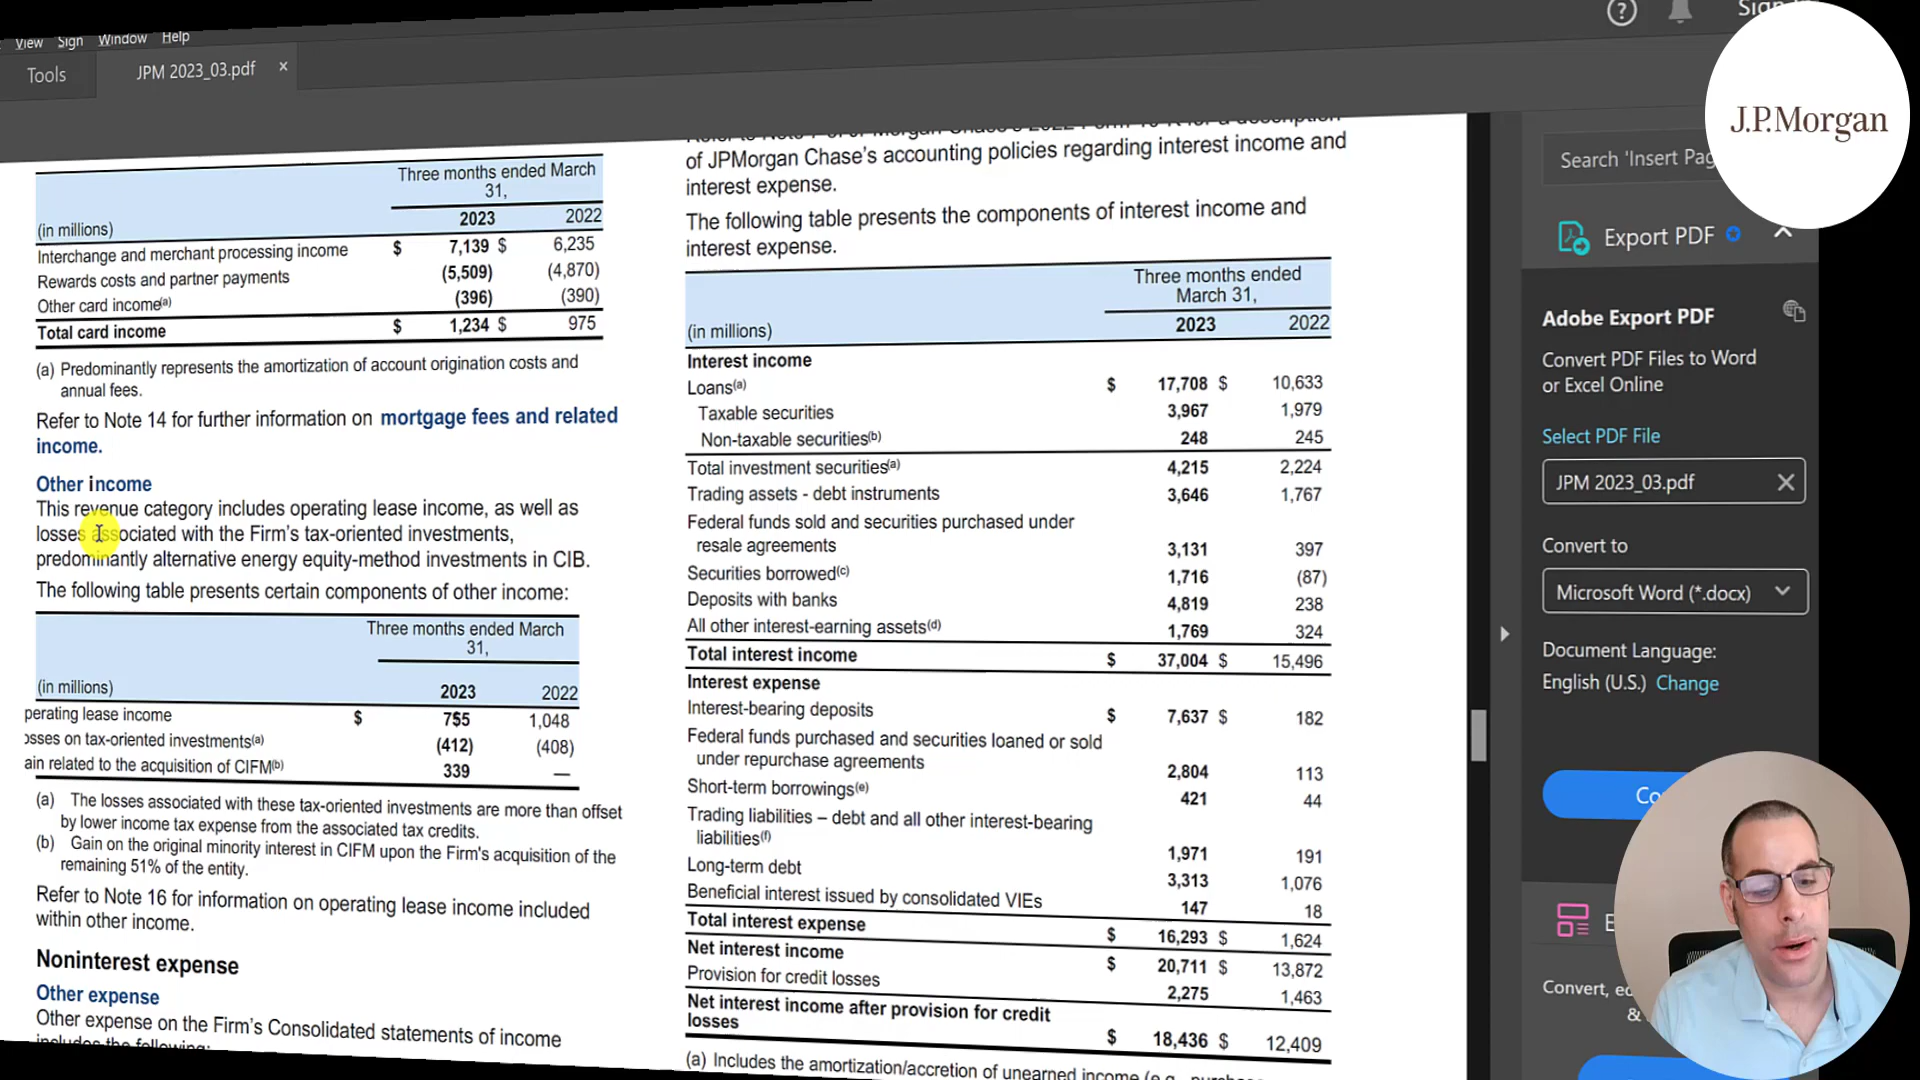 View Sign Window Help
Sig
Tools
JPM 2023_03.pdf ×
J.P.Morgan
Three months ended March
31,
(in millions) 2023 2022
Interchange and merchant processing income $ 7,139 $ 6,235
Rewards costs and partner payments (5,509) (4,870)
Other card income(a) (396) (390)
Total card income $ 1,234 $ 975
(a) Predominantly represents the amortization of account origination costs and
annual fees.
Refer to Note 14 for further information on mortgage fees and related
income.
Other income
This revenue category includes operating lease income, as well as
losses associated with the Firm's tax-oriented investments,
predominantly alternative energy equity-method investments in CIB.
The following table presents certain components of other income:
Three months ended March
31,
(in millions) 2023 2022
perating lease income $ 755 1,048
osses on tax-oriented investments(a) (412) (408)
ain related to the acquisition of CIFM(b) 339 —
(a) The losses associated with these tax-oriented investments are more than offset
by lower income tax expense from the associated tax credits.
(b) Gain on the original minority interest in CIFM upon the Firm's acquisition of the
remaining 51% of the entity.
Refer to Note 16 for information on operating lease income included
within other income.
Noninterest expense
Other expense
Other expense on the Firm's Consolidated statements of income
includes the following:
of JPMorgan Chase's accounting policies regarding interest income and
interest expense.
The following table presents the components of interest income and
interest expense.
Three months ended
March 31,
(in millions) 2023 2022
Interest income
Loans(a) $ 17,708 $ 10,633
Taxable securities 3,967 1,979
Non-taxable securities(b) 248 245
Total investment securities(a) 4,215 2,224
Trading assets - debt instruments 3,646 1,767
Federal funds sold and securities purchased under
resale agreements 3,131 397
Securities borrowed(c) 1,716 (87)
Deposits with banks 4,819 238
All other interest-earning assets(d) 1,769 324
Total interest income $ 37,004 $ 15,496
Interest expense
Interest-bearing deposits $ 7,637 $ 182
Federal funds purchased and securities loaned or sold
under repurchase agreements 2,804 113
Short-term borrowings(e) 421 44
Trading liabilities – debt and all other interest-bearing
liabilities(f) 1,971 191
Long-term debt 3,313 1,076
Beneficial interest issued by consolidated VIEs 147 18
Total interest expense $ 16,293 $ 1,624
Net interest income $ 20,711 $ 13,872
Provision for credit losses 2,275 1,463
Net interest income after provision for credit
losses $ 18,436 $ 12,409
(a) Includes the amortization/accretion of unearned income (e.g.,
Search 'Insert Pag
Export PDF
Adobe Export PDF
Convert PDF Files to Word
or Excel Online
Select PDF File
JPM 2023_03.pdf
Convert to
Microsoft Word (*.docx)
Document Language:
English (U.S.) Change
Co
E
Convert, ed
&